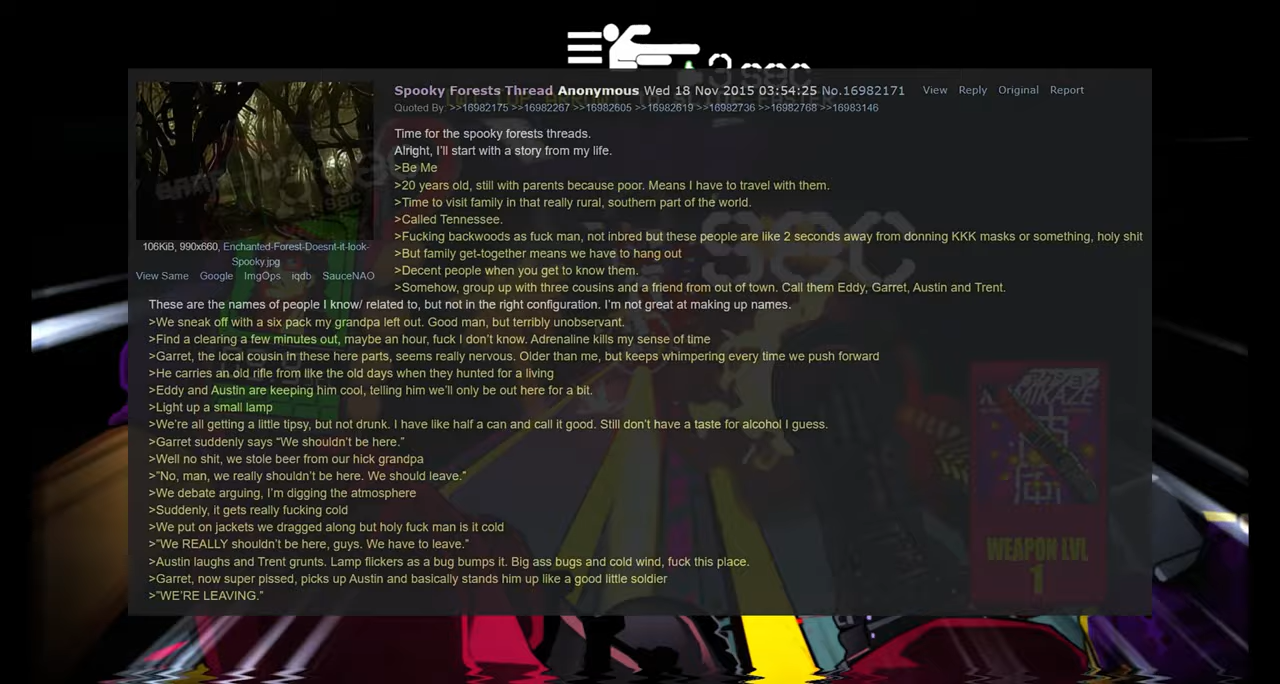 3 sec
Spooky Forests Thread Anonymous Wed 18 Nov 2015 03:54:25 No.16982171 View Reply Original Report
Quoted By: >>16982175 >>16982267 >>16982605 >>16982619 >>16982736 >>16982768 >>16983146
Time for the spooky forests threads.
Alright, I'll start with a story from my life.
>Be Me
>20 years old, still with parents because poor. Means I have to travel with them.
>Time to visit family in that really rural, southern part of the world.
>Called Tennessee.
>Fucking backwoods as fuck man, not inbred but these people are like 2 seconds away from donning KKK masks or something, holy shit
>But family get-together means we have to hang out
>Decent people when you get to know them.
>Somehow, group up with three cousins and a friend from out of town. Call them Eddy, Garret, Austin and Trent.
106KiB, 990x660, Enchanted-Forest-Doesnt-it-look-
Spooky.jpg
View Same Google ImgOps iqdb SauceNAO
These are the names of people I know/ related to, but not in the right configuration. I'm not great at making up names.
>We sneak off with a six pack my grandpa left out. Good man, but terribly unobservant.
>Find a clearing a few minutes out, maybe an hour, fuck I don't know. Adrenaline kills my sense of time
>Garret, the local cousin in these here parts, seems really nervous. Older than me, but keeps whimpering every time we push forward
>He carries an old rifle from like the old days when they hunted for a living
>Eddy and Austin are keeping him cool, telling him we'll only be out here for a bit.
>Light up a small lamp
>We're all getting a little tipsy, but not drunk. I have like half a can and call it good. Still don't have a taste for alcohol I guess.
>Garret suddenly says “We shouldn't be here.”
>Well no shit, we stole beer from our hick grandpa
>”No, man, we really shouldn't be here. We should leave.”
>We debate arguing, I'm digging the atmosphere
>Suddenly, it gets really fucking cold
>We put on jackets we dragged along but holy fuck man is it cold
>”We REALLY shouldn't be here, guys. We have to leave.”
>Austin laughs and Trent grunts. Lamp flickers as a bug bumps it. Big ass bugs and cold wind, fuck this place.
>Garret, now super pissed, picks up Austin and basically stands him up like a good little soldier
>”WE'RE LEAVING.”
sec
KAMIKAZE
WEAPON LVL
1